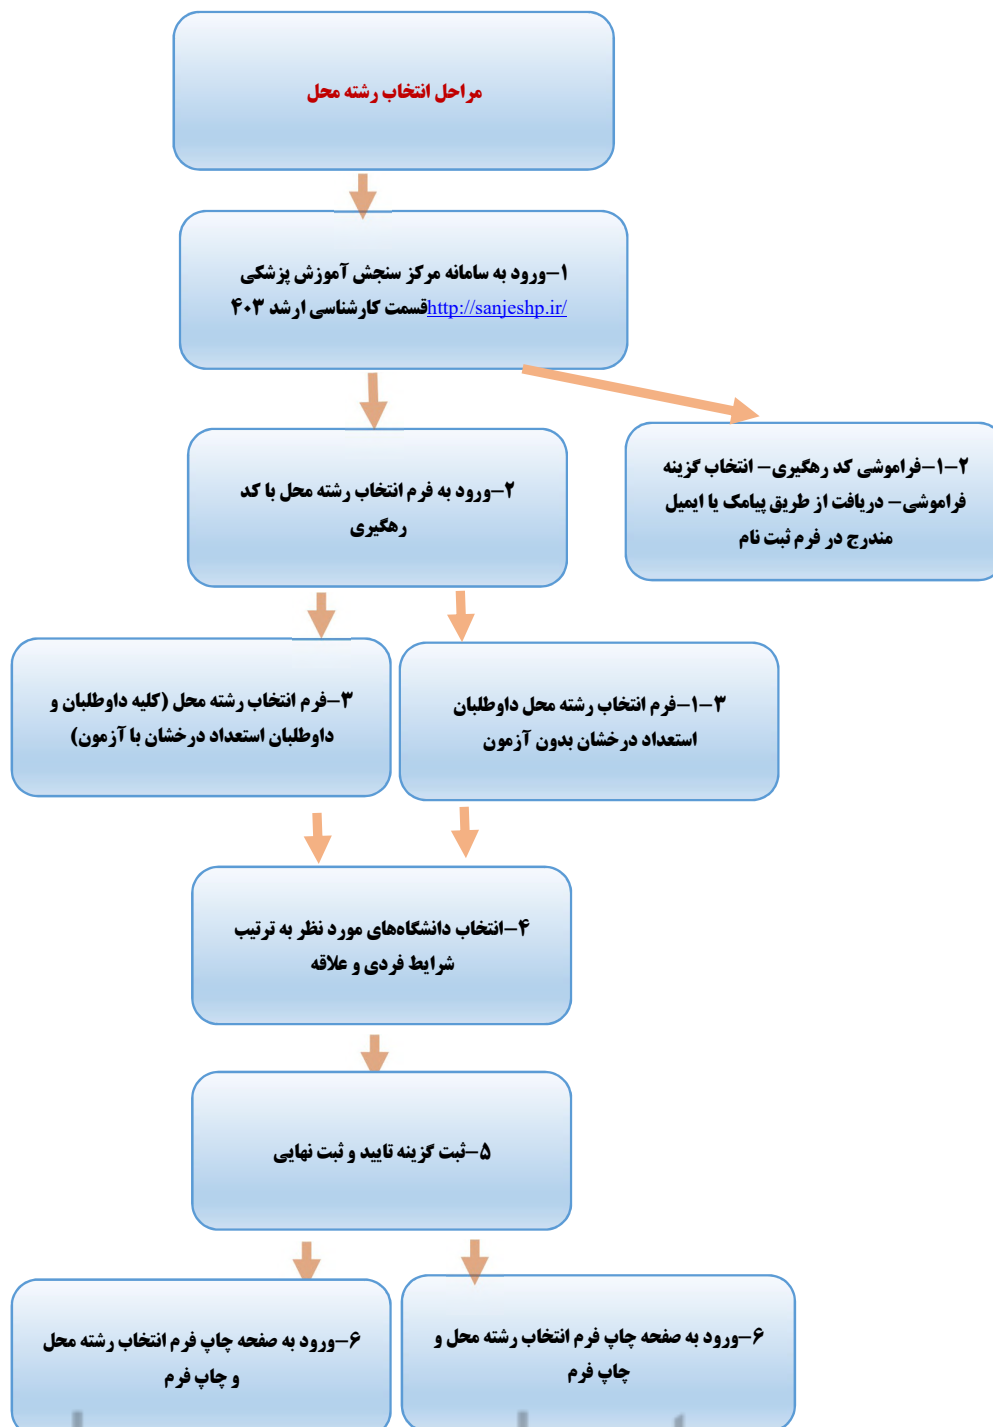 مراحل انتخاب رشته محل
۱-ورود به سامانه مرکز سنجش آموزش پزشکی
http://sanjeshp.ir/قسمت کارشناسی ارشد ۴۰۳
۲-ورود به فرم انتخاب رشته محل با کد
رهگیری
۱-۲-فراموشی کد رهگیری- انتخاب گزینه
فراموشی- دریافت از طریق پیامک یا ایمیل
مندرج در فرم ثبت نام
۱-۳-فرم انتخاب رشته محل داوطلبان
استعداد درخشان بدون آزمون
۳-فرم انتخاب رشته محل (کلیه داوطلبان و
داوطلبان استعداد درخشان با آزمون)
۴-انتخاب دانشگاه‌های مورد نظر به ترتیب
شرایط فردی و علاقه
۵-ثبت گزینه تایید و ثبت نهایی
۶-ورود به صفحه چاپ فرم انتخاب رشته محل و
چاپ فرم
۶-ورود به صفحه چاپ فرم انتخاب رشته محل
و چاپ فرم